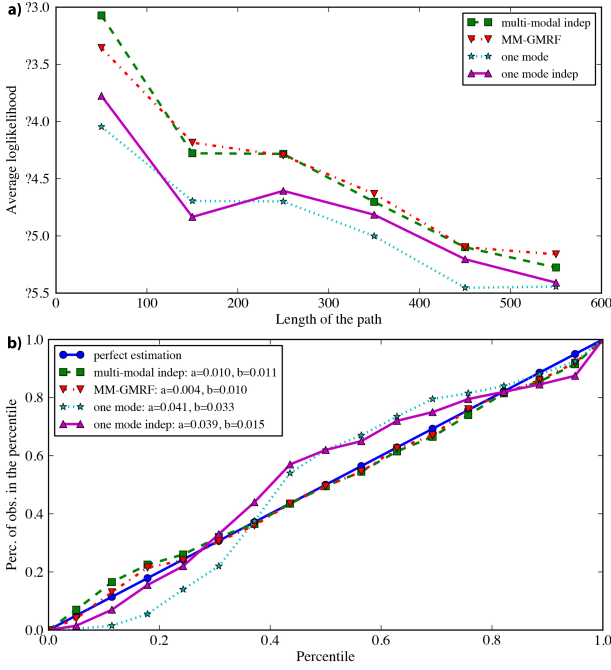 a)
?23.0
?23.5
?24.0
?24.5
?25.0
?25.5
Average loglikelihood
multi-modal indep
MM-GMRF
one mode
one mode indep
0 100 200 300 400 500 600
Length of the path
b)
1.0
0.8
0.6
0.4
0.2
0.0
Perc. of obs. in the percentile
perfect estimation
multi-modal indep: a=0.010, b=0.011
MM-GMRF: a=0.004, b=0.010
one mode: a=0.041, b=0.033
one mode indep: a=0.039, b=0.015
0.0 0.2 0.4 0.6 0.8 1.0
Percentile